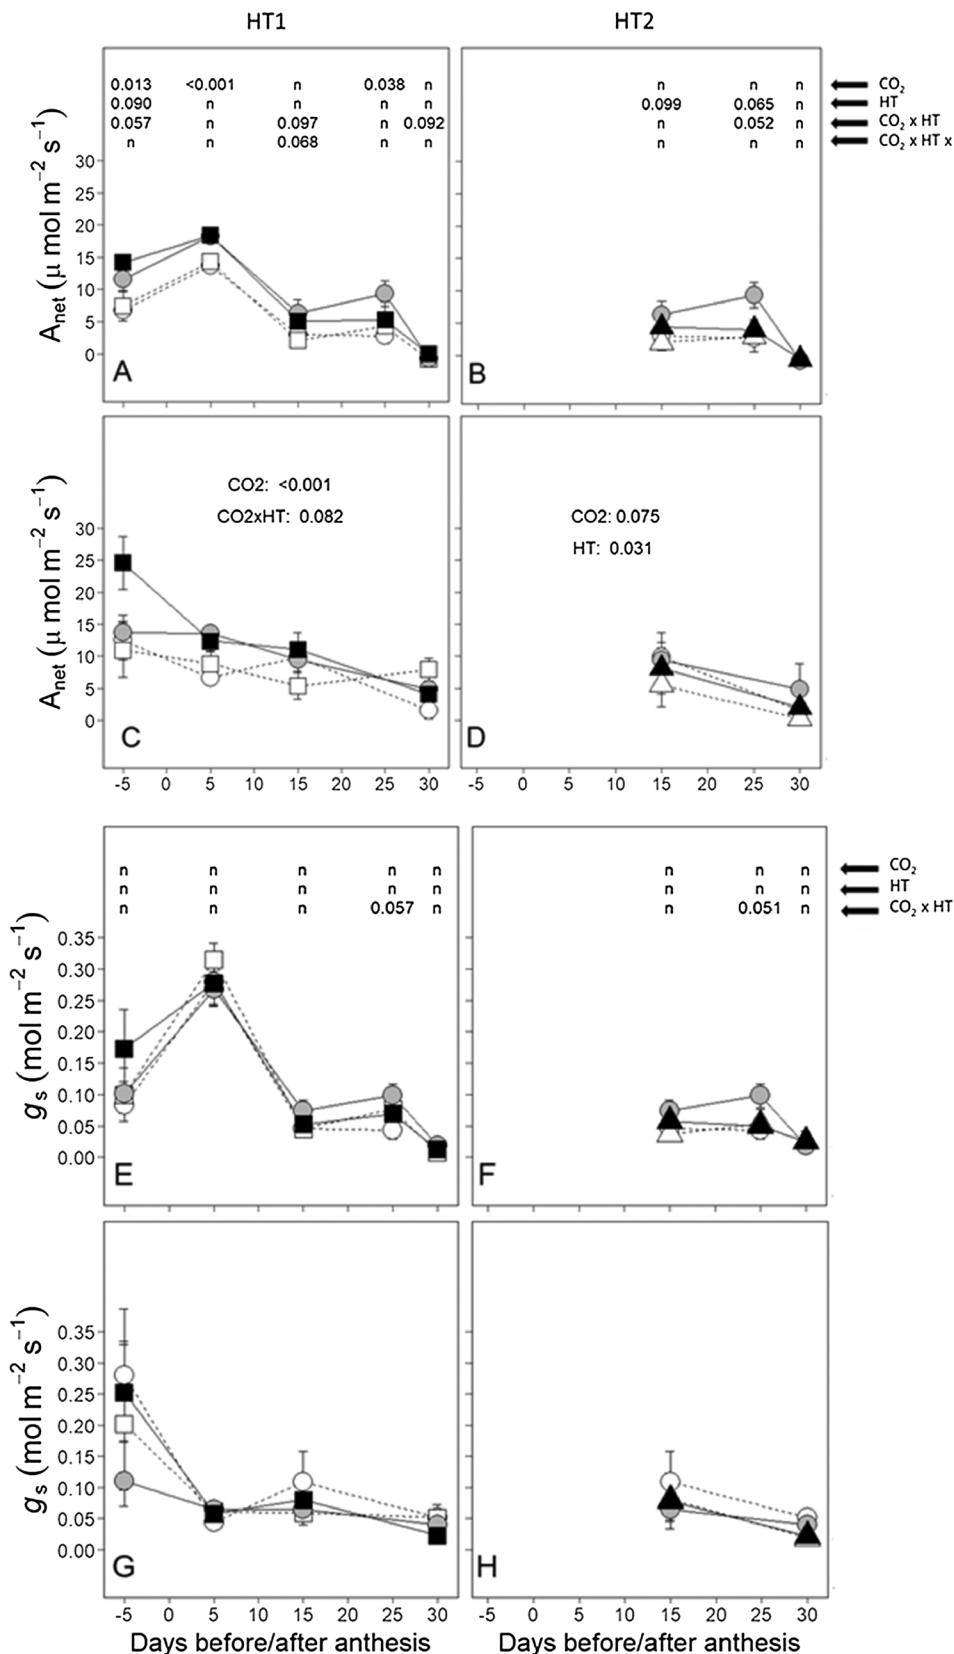 HT1 HT2
0.013 <0.001 n 0.038 n n n n CO2
0.090 n n n n 0.099 0.065 n HT
0.057 n 0.097 n 0.092 n 0.052 n CO2 x HT
n n 0.068 n n n n n CO2 x HT x
Anet (μ mol m−2 s−1)
30
25
20
15
10
5
0
A B
CO2: <0.001
CO2xHT: 0.082
CO2: 0.075
HT: 0.031
Anet (μ mol m−2 s−1)
30
25
20
15
10
5
0
C D
-5 0 5 10 15 20 25 30 -5 0 5 10 15 20 25 30
n n n n n n n n CO2
n n n n n n n n HT
n n n 0.057 n n 0.051 n CO2 x HT
gs (mol m−2 s−1)
0.35
0.30
0.25
0.20
0.15
0.10
0.05
0.00
E F
gs (mol m−2 s−1)
0.35
0.30
0.25
0.20
0.15
0.10
0.05
0.00
G H
-5 0 5 10 15 20 25 30 -5 0 5 10 15 20 25 30
Days before/after anthesis Days before/after anthesis